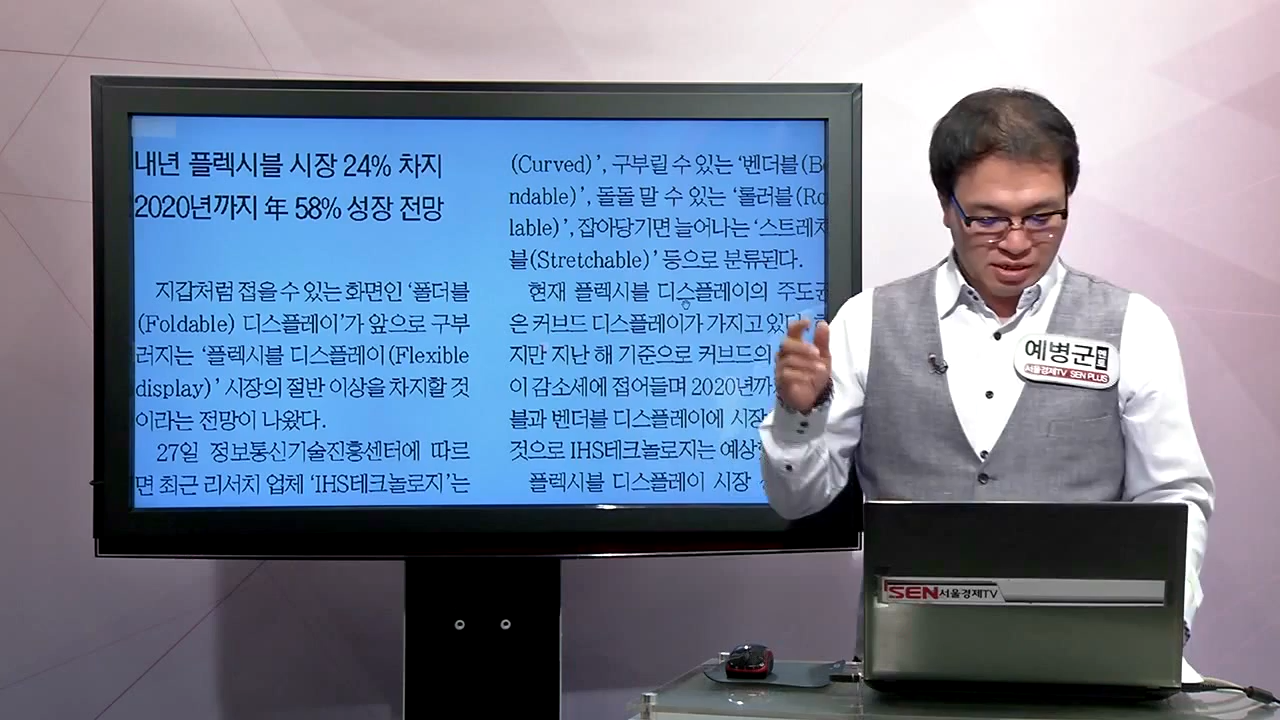 내년 플렉시블 시장 24% 차지
2020년까지 年 58% 성장 전망
지갑처럼 접을 수 있는 화면인 ‘폴더블
(Foldable) 디스플레이’가 앞으로 구부
러지는 ‘플렉시블 디스플레이(Flexible
display)’ 시장의 절반 이상을 차지할 것
이라는 전망이 나왔다.
27일 정보통신기술진흥센터에 따르
면 최근 리서치 업체 ‘IHS테크놀로지’는
(Curved)’, 구부릴 수 있는 ‘벤더블(Be
ndable)’, 돌돌 말 수 있는 ‘롤러블(Ro
lable)’, 잡아당기면 늘어나는 ‘스트레치
블(Stretchable)’ 등으로 분류된다.
현재 플렉시블 디스플레이의 주도권
은 커브드 디스플레이가 가지고 있다.
지만 지난 해 기준으로 커브드의
이 감소세에 접어들며 2020년까지
블과 벤더블 디스플레이에 시장
것으로 IHS테크놀로지는 예상
플렉시블 디스플레이 시장
예병군
서울경제TV SEN PLUS
SEN 서울경제TV